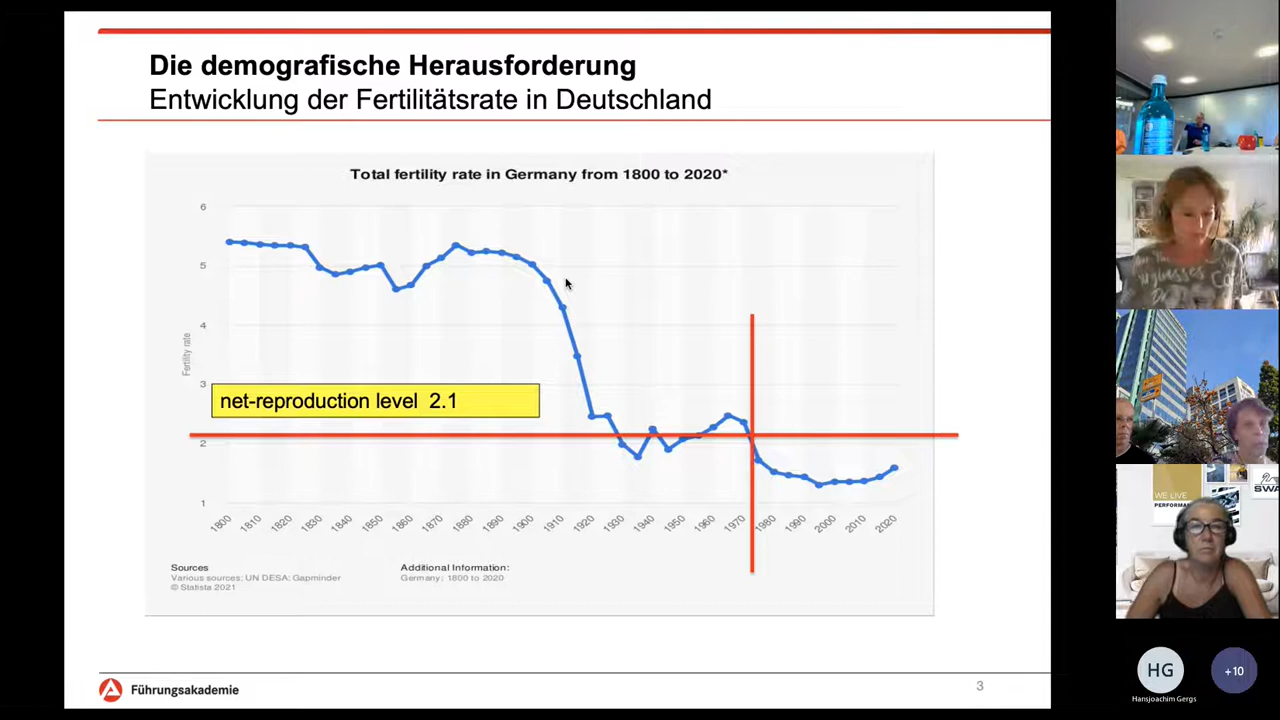 Die demografische Herausforderung
Entwicklung der Fertilitätsrate in Deutschland
Total fertility rate in Germany from 1800 to 2020*
6
5
4
3
2
1
Fertility rate
net-reproduction level 2.1
1800
1810
1820
1830
1840
1850
1860
1870
1880
1890
1900
1910
1920
1930
1940
1950
1960
1970
1980
1990
2000
2010
2020
Sources
Various sources; UN DESA; Gapminder
© Statista 2021
Additional Information:
Germany; 1800 to 2020
Führungsakademie
3
WE LIVE
PERFORMA
SWA
HG
Hansjoachim Gergs
+10